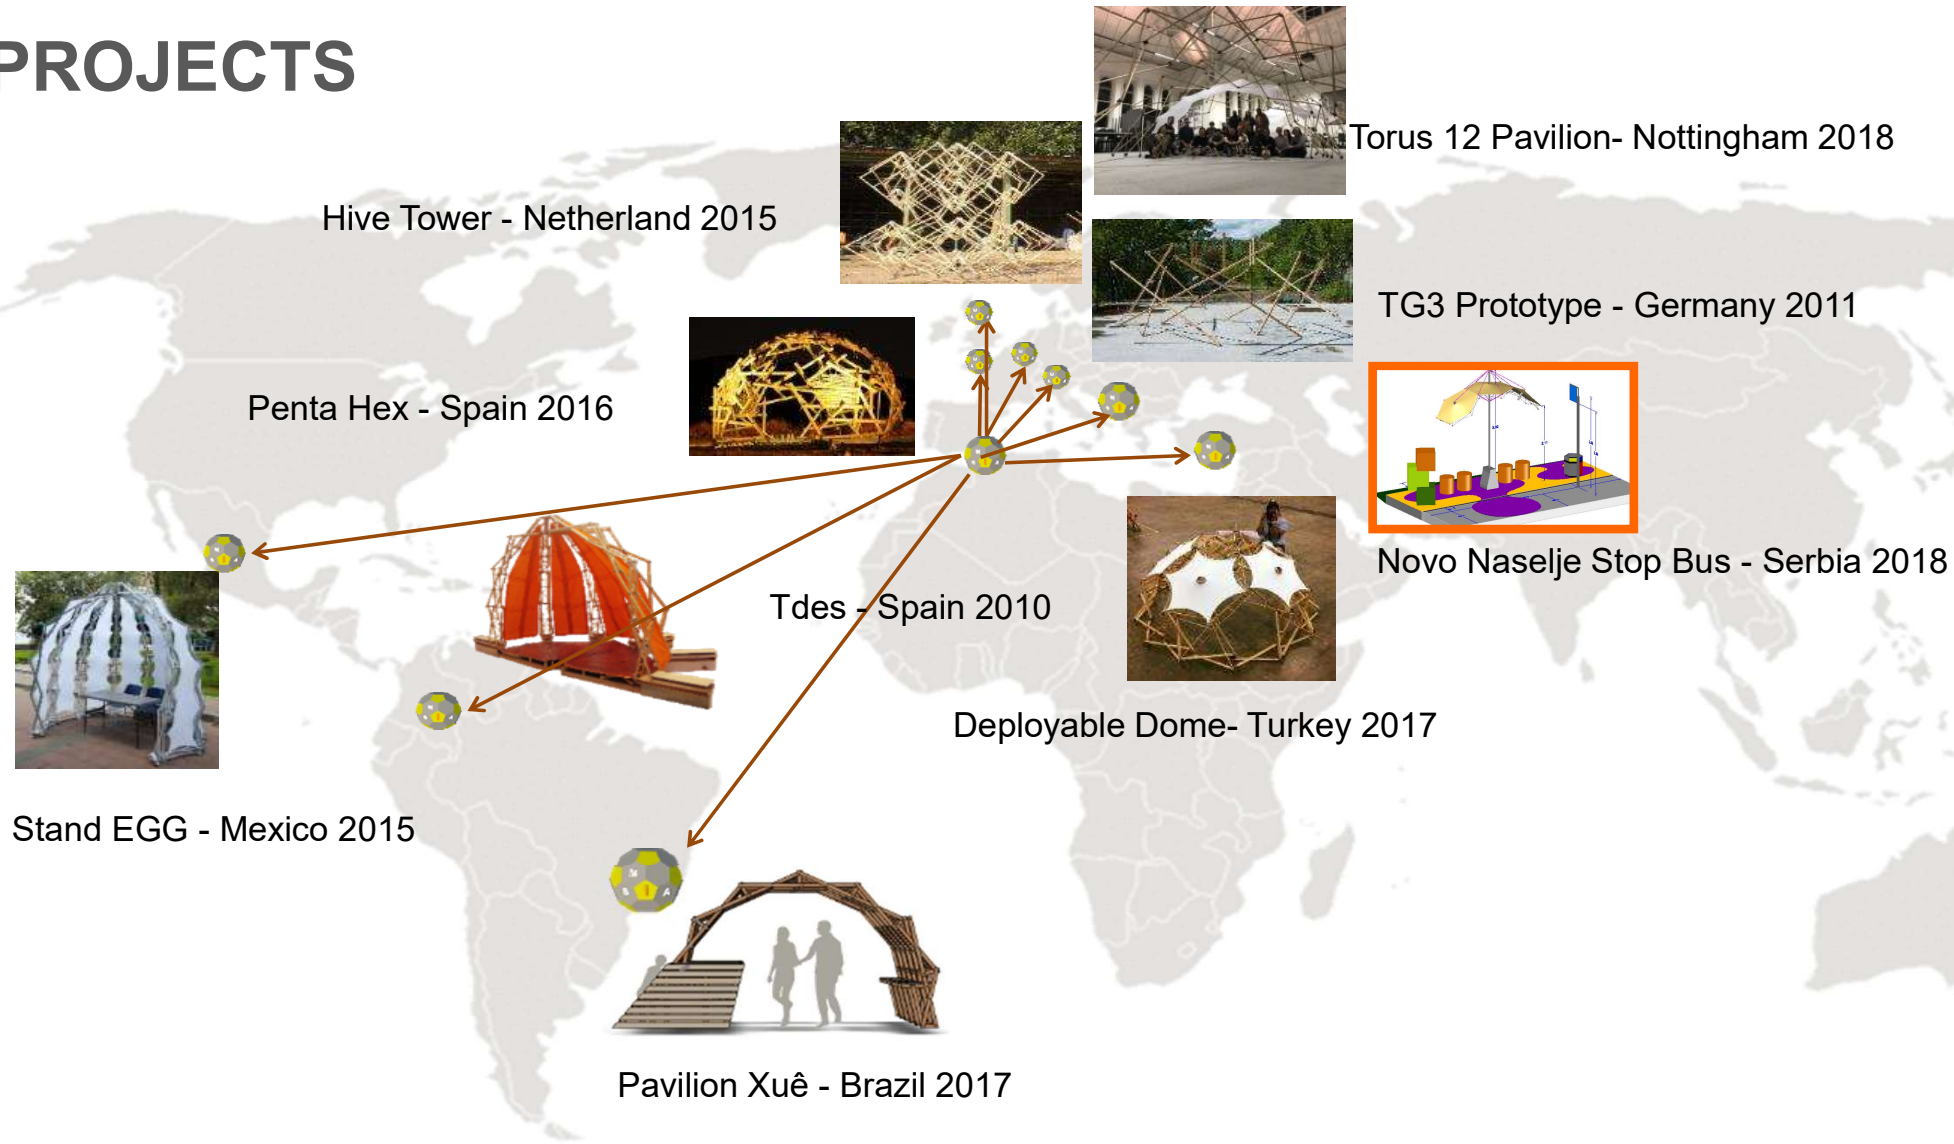 PROJECTS
Torus 12 Pavilion- Nottingham 2018
Hive Tower - Netherland 2015
TG3 Prototype - Germany 2011
Penta Hex - Spain 2016
Novo Naselje Stop Bus - Serbia 2018
Tdes - Spain 2010
Deployable Dome- Turkey 2017
Stand EGG - Mexico 2015
Pavilion Xuê - Brazil 2017